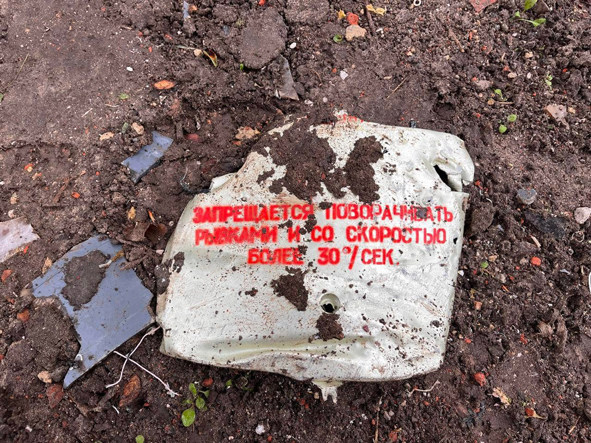 ЗАПРЕЩАЕТСЯ ПОВОРАЧИВАТЬ
РЫВКАМИ И СО СКОРОСТЬЮ
БОЛЕЕ 30°/СЕК